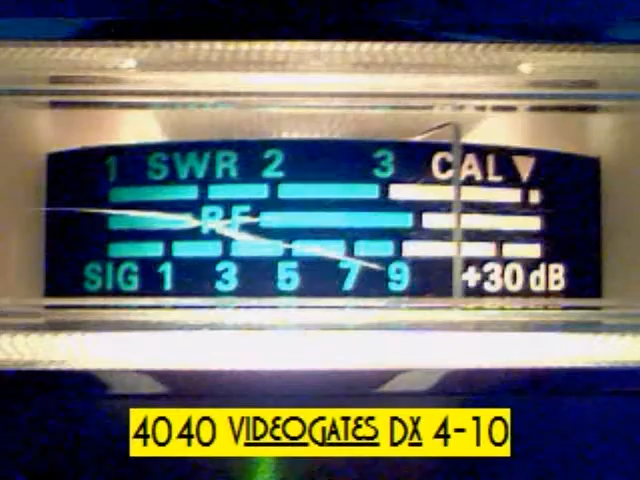 1 SWR 2 3 CAL▼
RF
SIG 1 3 5 7 9 +30 dB
4040 VIDEOGATES DX 4-10